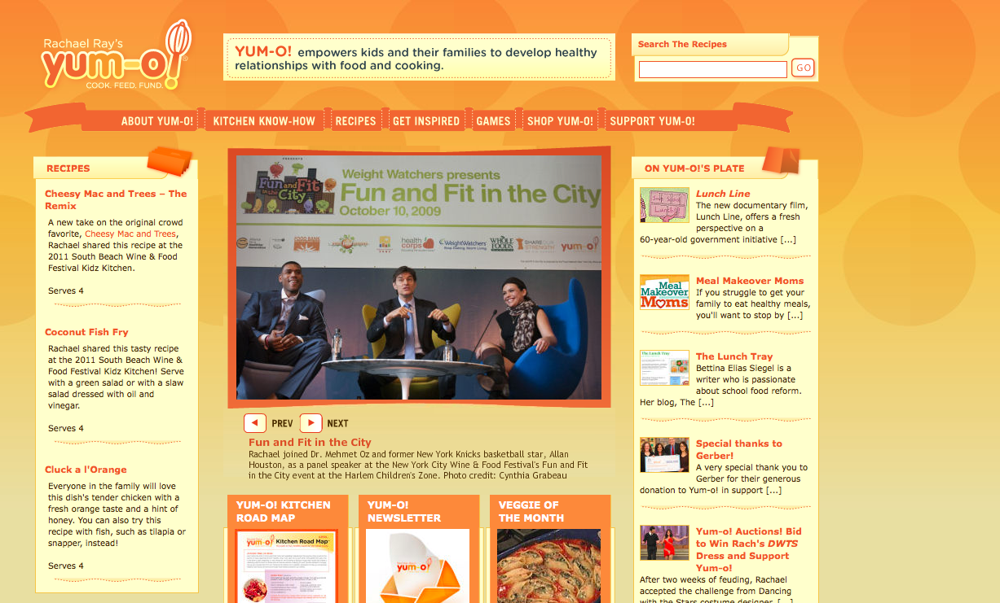 Rachael Ray's
yum-o!
COOK. FEED. FUND.
YUM-O! empowers kids and their families to develop healthy
relationships with food and cooking.
Search The Recipes
GO
ABOUT YUM-O! KITCHEN KNOW-HOW RECIPES GET INSPIRED GAMES SHOP YUM-O! SUPPORT YUM-O!
RECIPES
Cheesy Mac and Trees – The
Remix
A new take on the original crowd
favorite, Cheesy Mac and Trees,
Rachael shared this recipe at the
2011 South Beach Wine & Food
Festival Kidz Kitchen.
Serves 4
Coconut Fish Fry
Rachael shared this tasty recipe
at the 2011 South Beach Wine &
Food Festival Kidz Kitchen! Serve
with a green salad or with a slaw
salad dressed with oil and
vinegar.
Serves 4
Cluck a l'Orange
Everyone in the family will love
this dish's tender chicken with a
fresh orange taste and a hint of
honey. You can also try this
recipe with fish, such as tilapia or
snapper, instead!
Serves 4
PRESENTS
Fun and Fit
in the City
Weight Watchers presents
Fun and Fit in the City
October 10, 2009
FOOD BANK
health corps
WeightWatchers
WHOLE FOODS
SHARE OUR STRENGTH
yum-o!
PREV NEXT
Fun and Fit in the City
Rachael joined Dr. Mehmet Oz and former New York Knicks basketball star, Allan
Houston, as a panel speaker at the New York City Wine & Food Festival's Fun and Fit
in the City event at the Harlem Children's Zone. Photo credit: Cynthia Grabeau
YUM-O! KITCHEN
ROAD MAP
yum-o! Kitchen Road Map
YUM-O!
NEWSLETTER
yum-o!
VEGGIE OF
THE MONTH
ON YUM-O!'S PLATE
Lunch Line
The new documentary film,
Lunch Line, offers a fresh
perspective on a
60-year-old government initiative [...]
Meal
Makeover
Moms
Meal Makeover Moms
If you struggle to get your
family to eat healthy meals,
you'll want to stop by [...]
The Lunch Tray
The Lunch Tray
Bettina Elias Siegel is a
writer who is passionate
about school food reform.
Her blog, The [...]
Special thanks to
Gerber!
A very special thank you to
Gerber for their generous
donation to Yum-o! in support [...]
Yum-o! Auctions! Bid
to Win Rach's DWTS
Dress and Support
Yum-o!
After two weeks of feuding, Rachael
accepted the challenge from Dancing
with the Stars costume designer, [...]